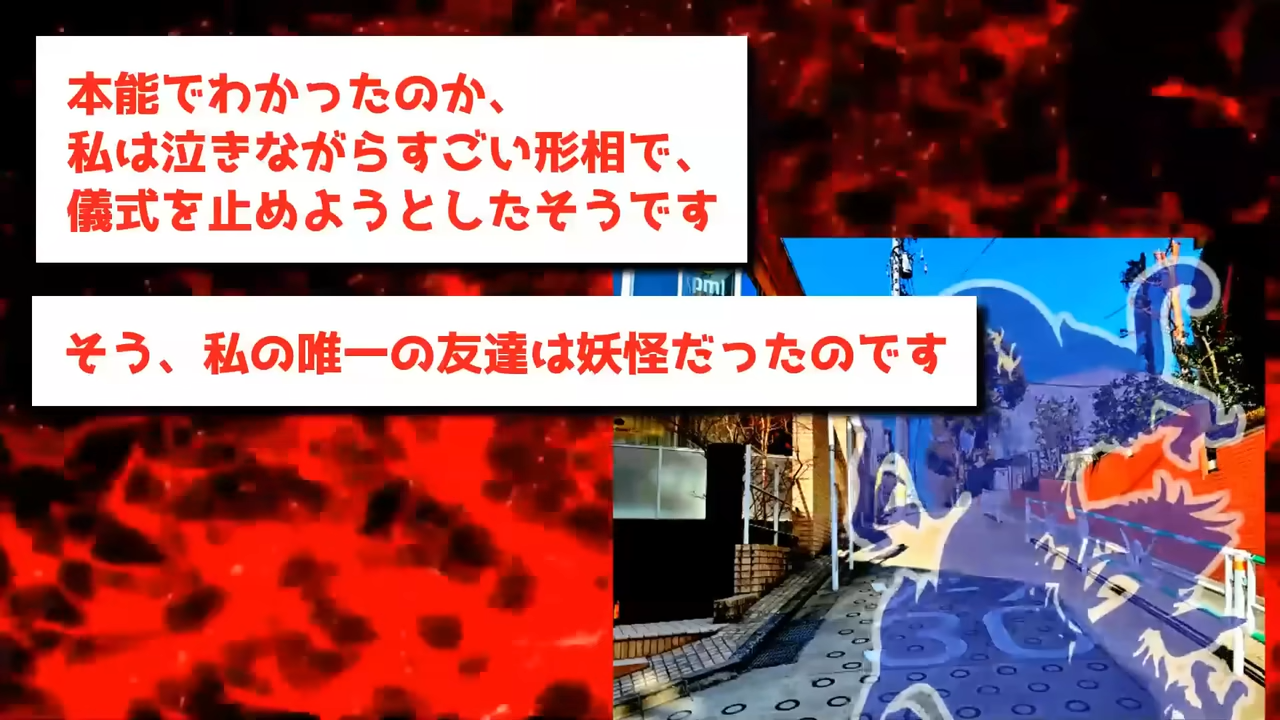 本能でわかったのか、
私は泣きながらすごい形相で、
儀式を止めようとしたそうです
そう、私の唯一の友達は妖怪だったのです